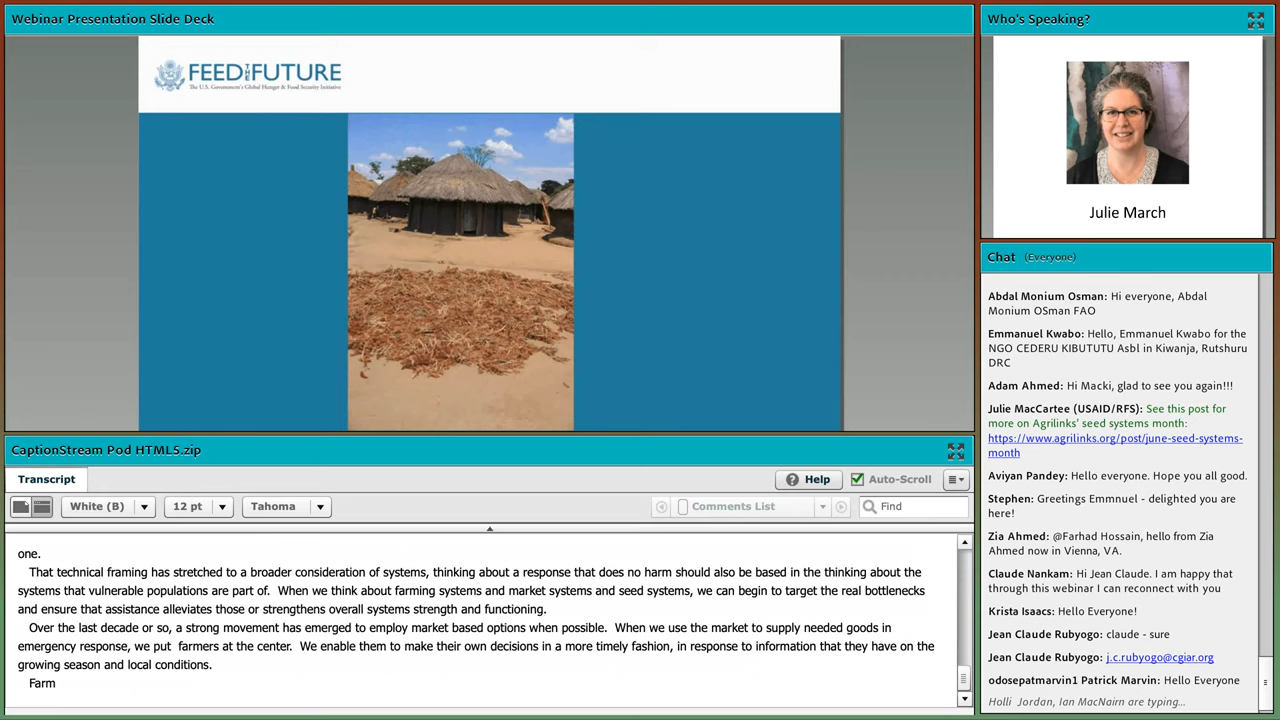 Webinar Presentation Slide Deck
FEED THE FUTURE
The U.S. Government's Global Hunger & Food Security Initiative
Who's Speaking?
Julie March
Chat (Everyone)
Abdal Monium Osman: Hi everyone, Abdal
Monium OSman FAO
Emmanuel Kwabo: Hello, Emmanuel Kwabo for the
NGO CEDERU KIBUTUTU Asbl in Kiwanja, Rutshuru
DRC
Adam Ahmed: Hi Macki, glad to see you again!!!
Julie MacCartee (USAID/RFS): See this post for
more on Agrilinks' seed systems month:
https://www.agrilinks.org/post/june-seed-systems-
month
Aviyan Pandey: Hello everyone. Hope you all good.
Stephen: Greetings Emmnuel - delighted you are
here!
Zia Ahmed: @Farhad Hossain, hello from Zia
Ahmed now in Vienna, VA.
Claude Nankam: Hi Jean Claude. I am happy that
through this webinar I can reconnect with you
Krista Isaacs: Hello Everyone!
Jean Claude Rubyogo: claude - sure
Jean Claude Rubyogo: j.c.rubyogo@cgiar.org
odosepatmarvin1 Patrick Marvin: Hello Everyone
Holli Jordan, Ian MacNairn are typing...
CaptionStream Pod HTML5.zip
Transcript
Help
Auto-Scroll
White (B)
12 pt
Tahoma
Comments List
Find
one.
That technical framing has stretched to a broader consideration of systems, thinking about a response that does no harm should also be based in the thinking about the
systems that vulnerable populations are part of. When we think about farming systems and market systems and seed systems, we can begin to target the real bottlenecks
and ensure that assistance alleviates those or strengthens overall systems strength and functioning.
Over the last decade or so, a strong movement has emerged to employ market based options when possible. When we use the market to supply needed goods in
emergency response, we put farmers at the center. We enable them to make their own decisions in a more timely fashion, in response to information that they have on the
growing season and local conditions.
Farm